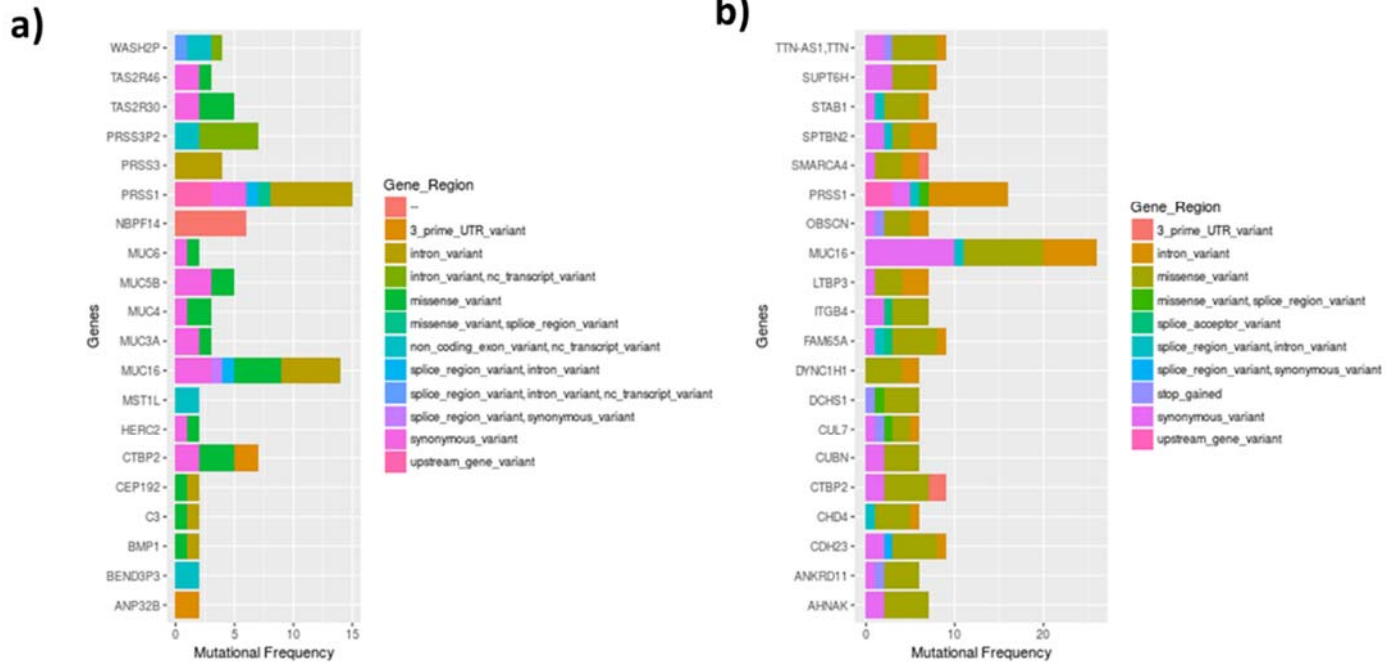 a)
WASH2P
TAS2R46
TAS2R30
PRSS3P2
PRSS3
PRSS1
NBPF14
MUC6
MUC5B
MUC4
MUC3A
MUC16
MST1L
HERC2
CTBP2
CEP192
C3
BMP1
BEND3P3
ANP32B
Genes
0 5 10 15
Mutational Frequency
Gene_Region
--
3_prime_UTR_variant
intron_variant
intron_variant,nc_transcript_variant
missense_variant
missense_variant,splice_region_variant
non_coding_exon_variant,nc_transcript_variant
splice_region_variant,intron_variant
splice_region_variant,intron_variant,nc_transcript_variant
splice_region_variant,synonymous_variant
synonymous_variant
upstream_gene_variant
b)
TTN-AS1,TTN
SUPT6H
STAB1
SPTBN2
SMARCA4
PRSS1
OBSCN
MUC16
LTBP3
ITGB4
FAM65A
DYNC1H1
DCHS1
CUL7
CUBN
CTBP2
CHD4
CDH23
ANKRD11
AHNAK
Genes
0 10 20
Mutational Frequency
Gene_Region
3_prime_UTR_variant
intron_variant
missense_variant
missense_variant,splice_region_variant
splice_acceptor_variant
splice_region_variant,intron_variant
splice_region_variant,synonymous_variant
stop_gained
synonymous_variant
upstream_gene_variant